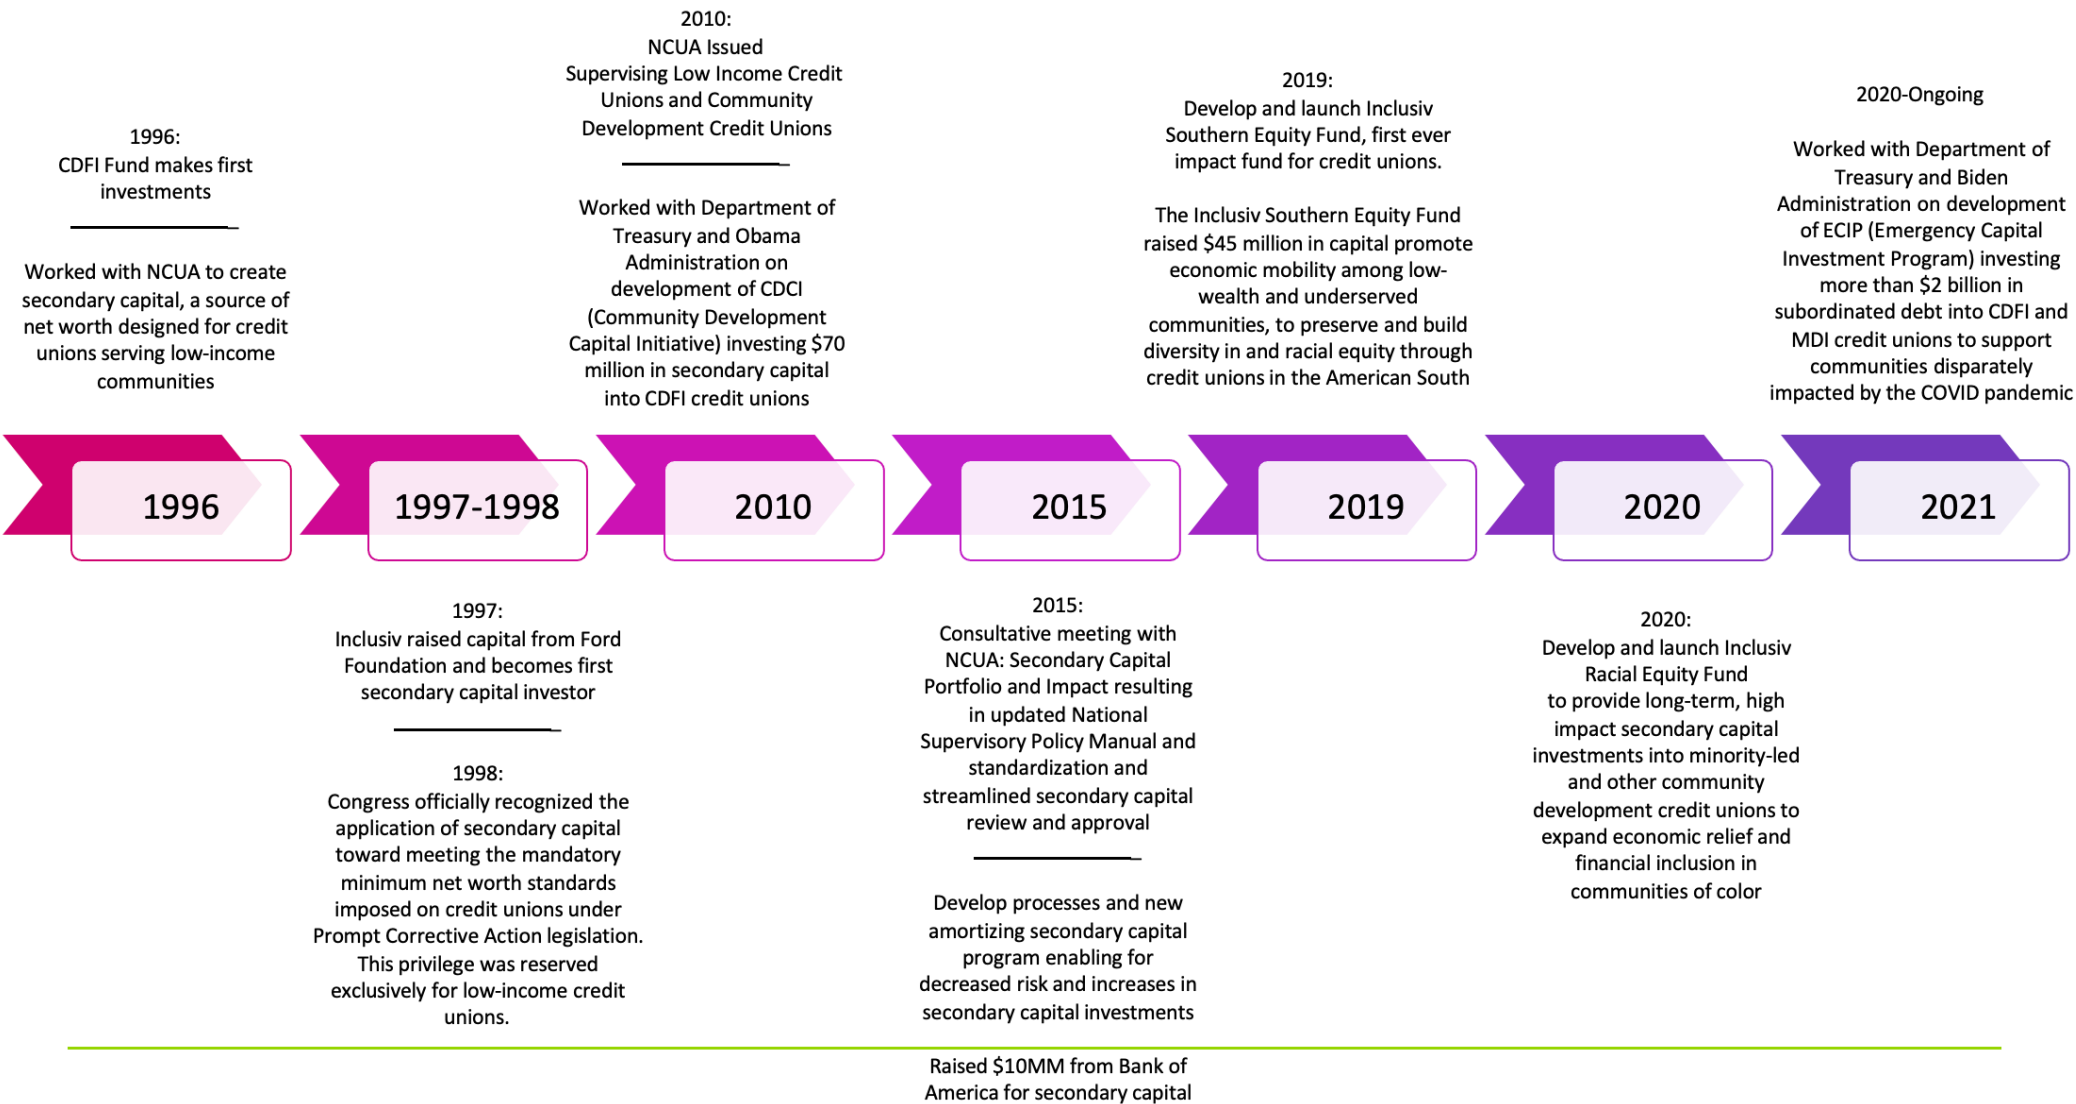 1996:
CDFI Fund makes first
investments
Worked with NCUA to create
secondary capital, a source of
net worth designed for credit
unions serving low-income
communities
2010:
NCUA Issued
Supervising Low Income Credit
Unions and Community
Development Credit Unions
Worked with Department of
Treasury and Obama
Administration on
development of CDCI
(Community Development
Capital Initiative) investing $70
million in secondary capital
into CDFI credit unions
2019:
Develop and launch Inclusiv
Southern Equity Fund, first ever
impact fund for credit unions.
The Inclusiv Southern Equity Fund
raised $45 million in capital promote
economic mobility among low-
wealth and underserved
communities, to preserve and build
diversity in and racial equity through
credit unions in the American South
2020-Ongoing
Worked with Department of
Treasury and Biden
Administration on development
of ECIP (Emergency Capital
Investment Program) investing
more than $2 billion in
subordinated debt into CDFI and
MDI credit unions to support
communities disparately
impacted by the COVID pandemic
1996
1997-1998
2010
2015
2019
2020
2021
1997:
Inclusiv raised capital from Ford
Foundation and becomes first
secondary capital investor
1998:
Congress officially recognized the
application of secondary capital
toward meeting the mandatory
minimum net worth standards
imposed on credit unions under
Prompt Corrective Action legislation.
This privilege was reserved
exclusively for low-income credit
unions.
2015:
Consultative meeting with
NCUA: Secondary Capital
Portfolio and Impact resulting
in updated National
Supervisory Policy Manual and
standardization and
streamlined secondary capital
review and approval
Develop processes and new
amortizing secondary capital
program enabling for
decreased risk and increases in
secondary capital investments
Raised $10MM from Bank of
America for secondary capital
2020:
Develop and launch Inclusiv
Racial Equity Fund
to provide long-term, high
impact secondary capital
investments into minority-led
and other community
development credit unions to
expand economic relief and
financial inclusion in
communities of color